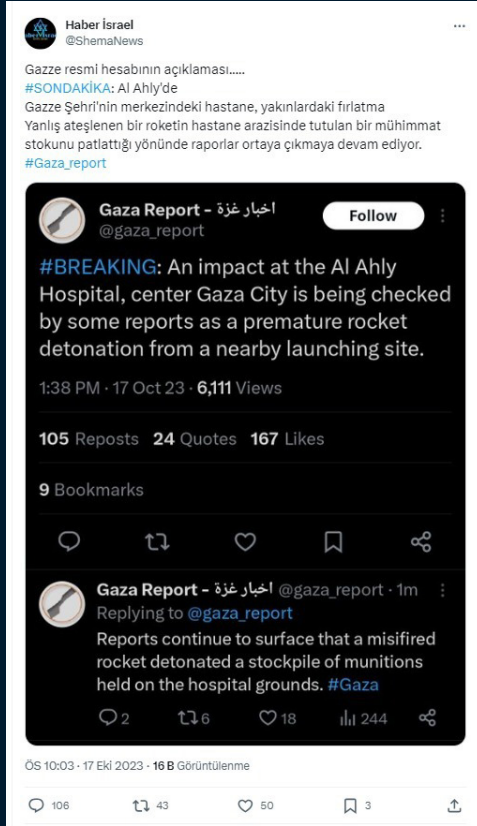 Haber İsrael
@ShemaNews
Gazze resmi hesabının açıklaması.....
#SONDAKİKA: Al Ahly'de
Gazze Şehri'nin merkezindeki hastane, yakınlardaki fırlatma
Yanlış ateşlenen bir roketin hastane arazisinde tutulan bir mühimmat
stokunu patlattığı yönünde raporlar ortaya çıkmaya devam ediyor.
#Gaza_report
Gaza Report - اخبار غزة
@gaza_report
Follow
#BREAKING: An impact at the Al Ahly
Hospital, center Gaza City is being checked
by some reports as a premature rocket
detonation from a nearby launching site.
1:38 PM · 17 Oct 23 · 6,111 Views
105 Reposts 24 Quotes 167 Likes
9 Bookmarks
Gaza Report - اخبار غزة @gaza_report · 1m
Replying to @gaza_report
Reports continue to surface that a misifired
rocket detonated a stockpile of munitions
held on the hospital grounds. #Gaza
2 6 18 244
ÖS 10:03 · 17 Eki 2023 · 16 B Görüntülenme
106 43 50 3